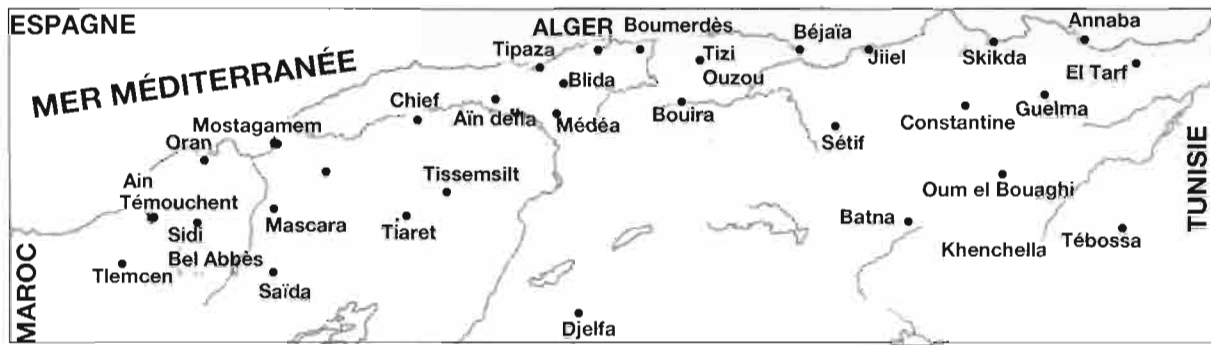 ESPAGNE
MER MÉDITERRANÉE
ALGER
Boumerdès
Béjaïa
Annaba
Tipaza
Tizi
Ouzou
Jiiel
Skikda
El Tarf
Blida
Chief
Aïn della
Médéa
Bouira
Constantine
Guelma
Mostagamem
Oran
Sétif
Ain
Témouchent
Tissemsilt
Oum el Bouaghi
TUNISIE
Sidi
Bel Abbès
Mascara
Tiaret
Batna
Khenchella
Tébossa
MAROC
Tlemcen
Saïda
Djelfa